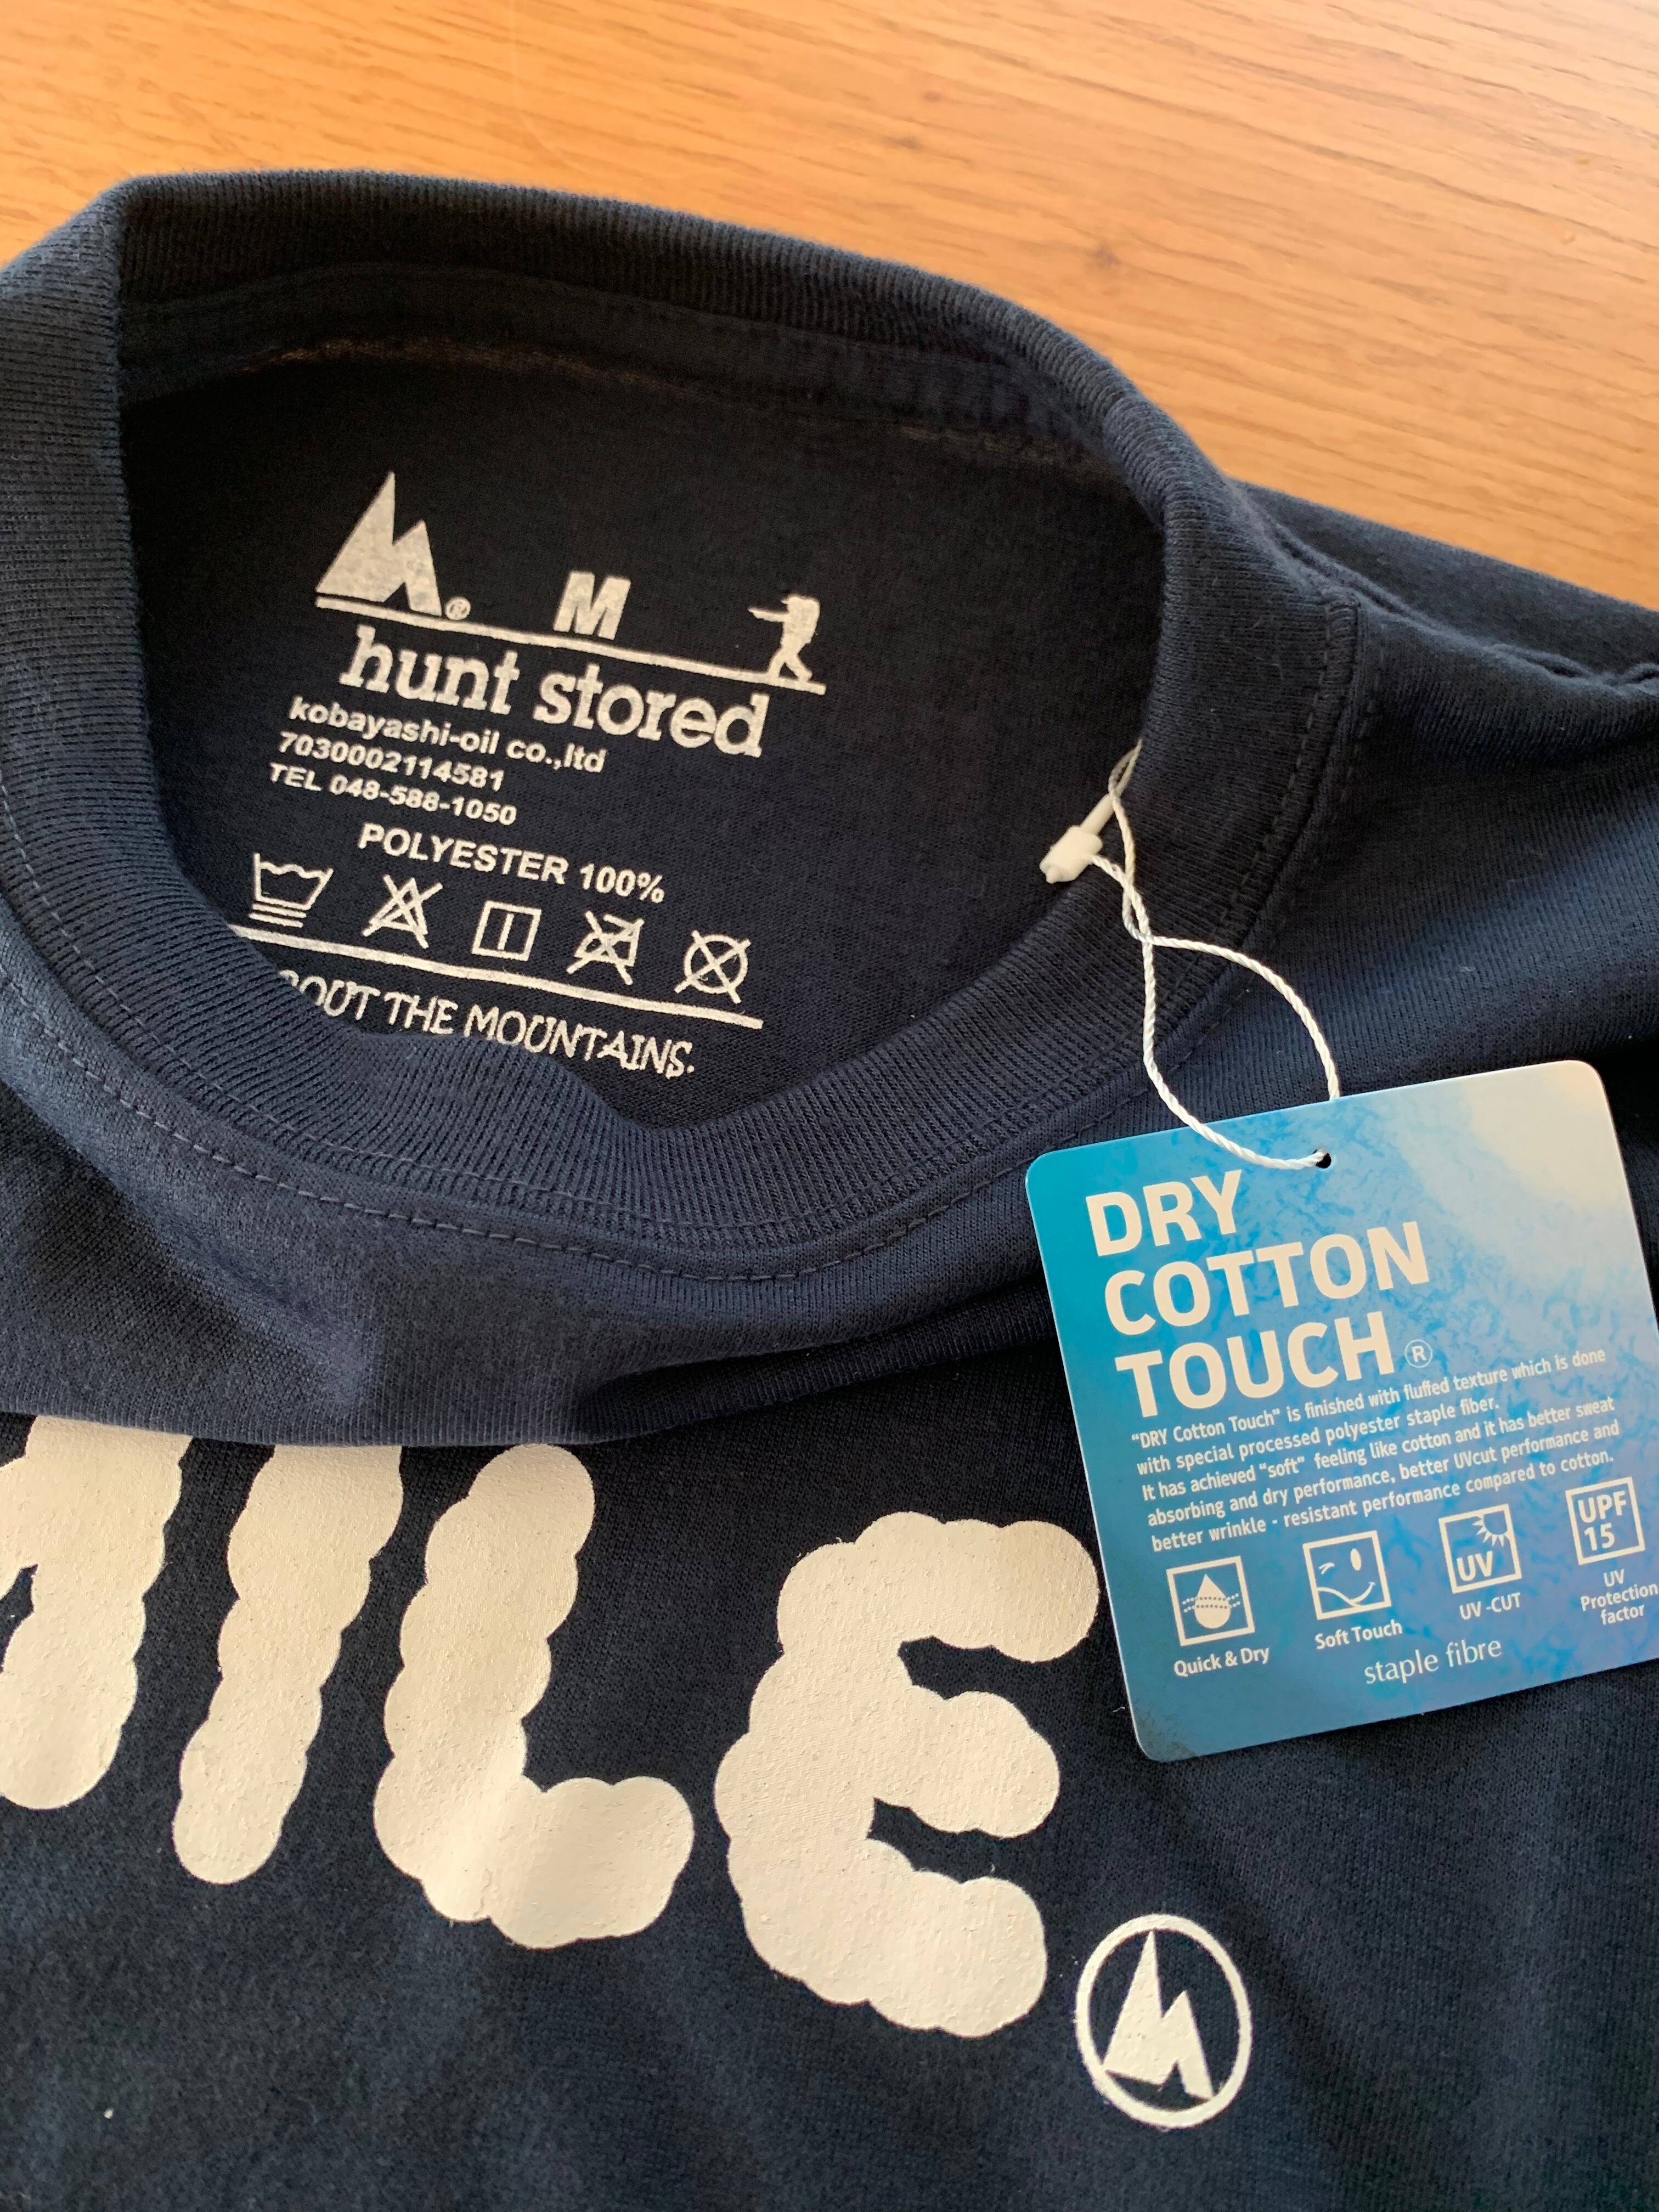 ®
M
hunt stored
kobayashi-oil co.,ltd
7030002114581
TEL 048-588-1050
POLYESTER 100%
THE MOUNTAINS.
DRY
COTTON
TOUCH®
“DRY Cotton Touch” is finished with fluffed texture which is done
with special processed polyester staple fiber.
It has achieved “soft” feeling like cotton and it has better sweat
absorbing and dry performance, better UVcut performance and
better wrinkle - resistant performance compared to cotton.
UV
UPF
15
Quick & Dry
Soft Touch
UV -CUT
UV
Protection
factor
staple fibre
ILE